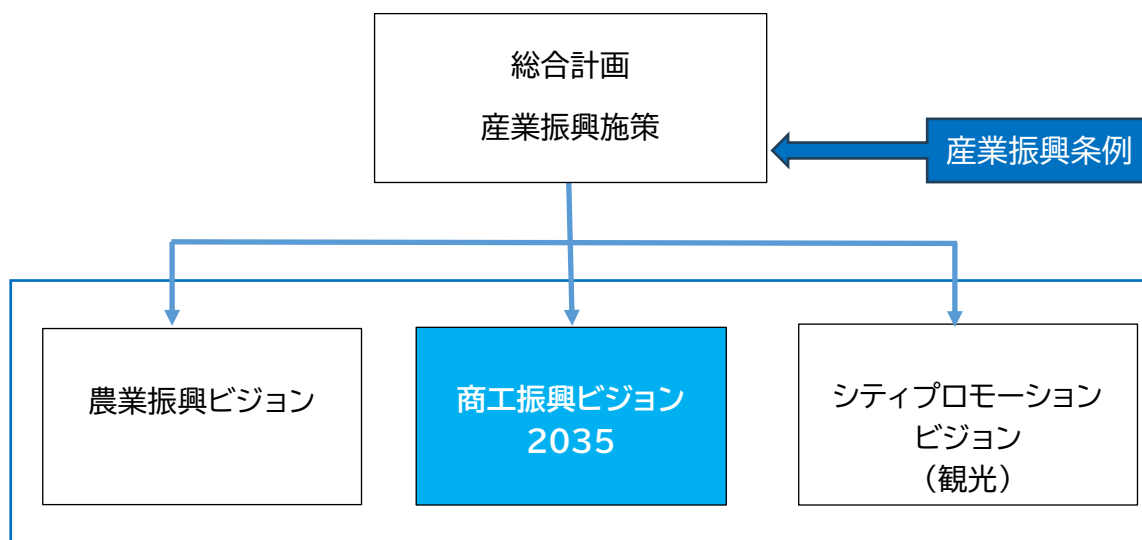 総合計画
産業振興施策
産業振興条例
農業振興ビジョン
商工振興ビジョン
2035
シティプロモーション
ビジョン
（観光）